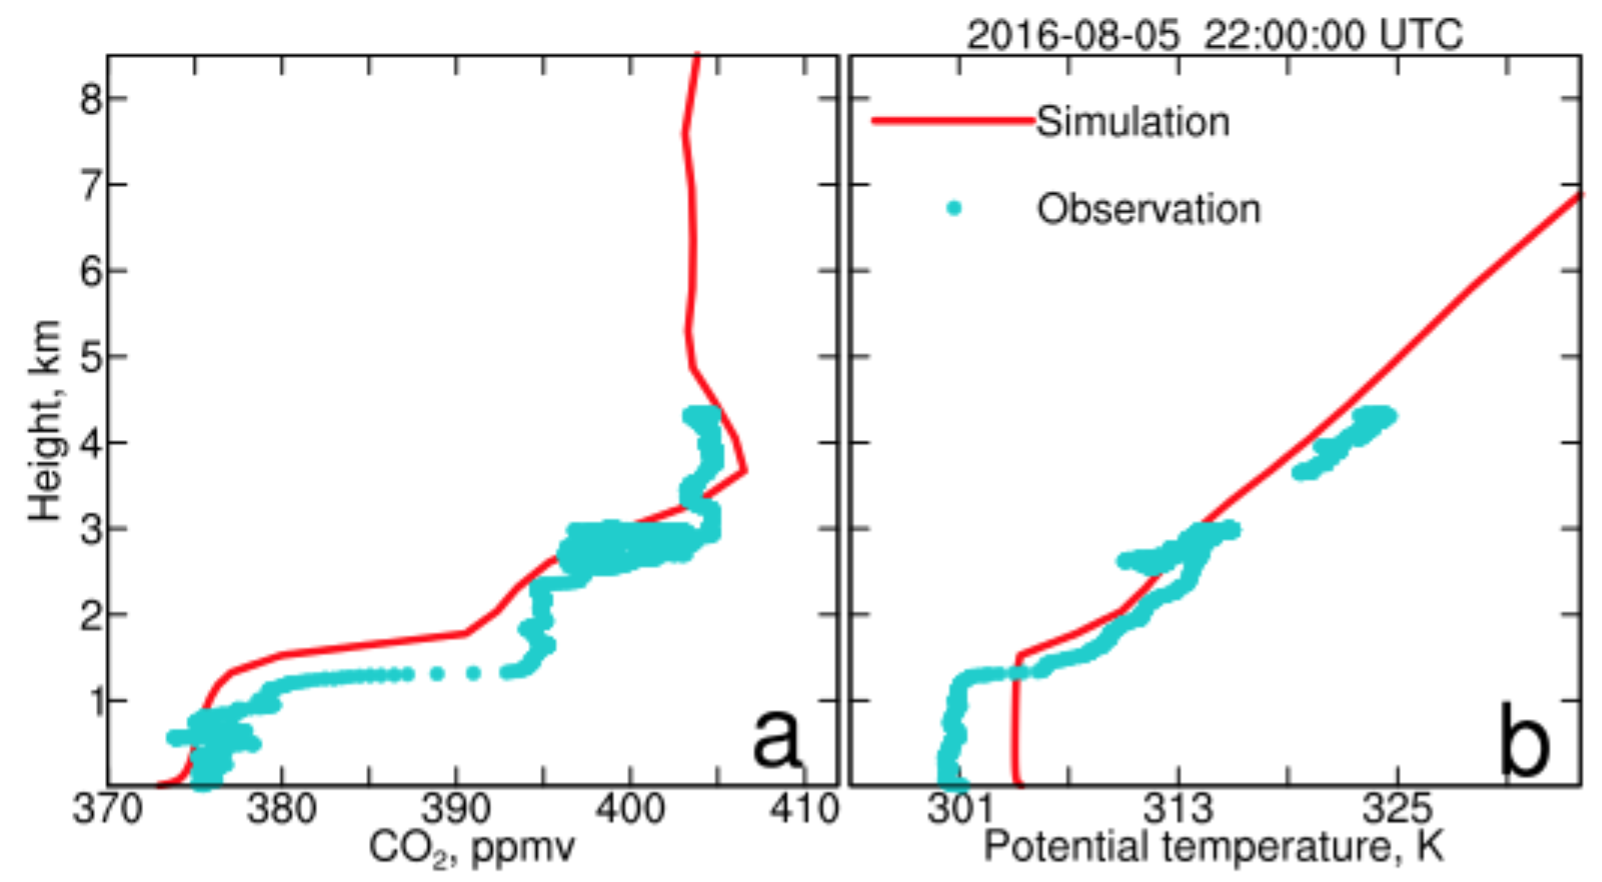 2016-08-05 22:00:00 UTC
8
7
6
5
4
3
2
1
Height, km
370 380 390 400 410
CO₂, ppmv
a
Simulation
Observation
b
301 313 325
Potential temperature, K